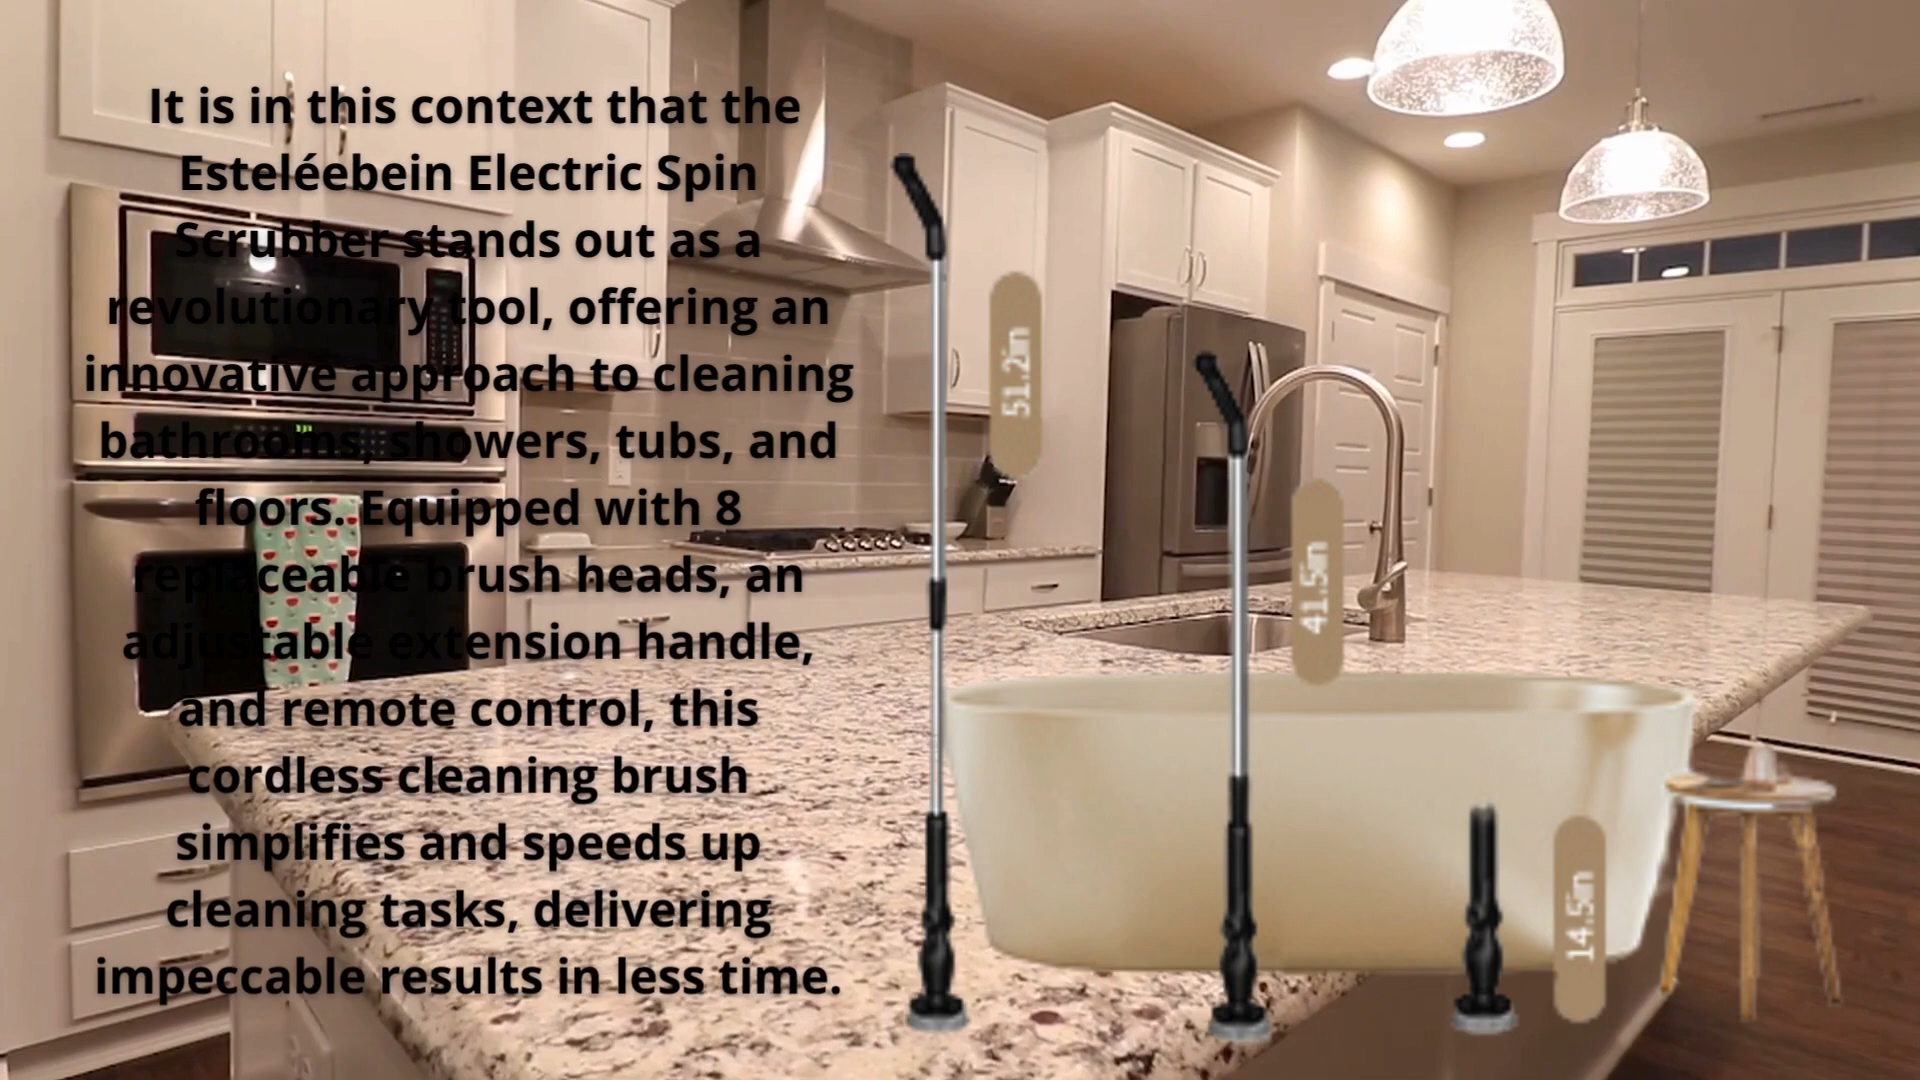 It is in this context that the
Esteléebein Electric Spin
Scrubber stands out as a
revolutionary tool, offering an
innovative approach to cleaning
bathrooms, showers, tubs, and
floors. Equipped with 8
replaceable brush heads, an
adjustable extension handle,
and remote control, this
cordless cleaning brush
simplifies and speeds up
cleaning tasks, delivering
impeccable results in less time.
51.2in
41.5in
14.5in